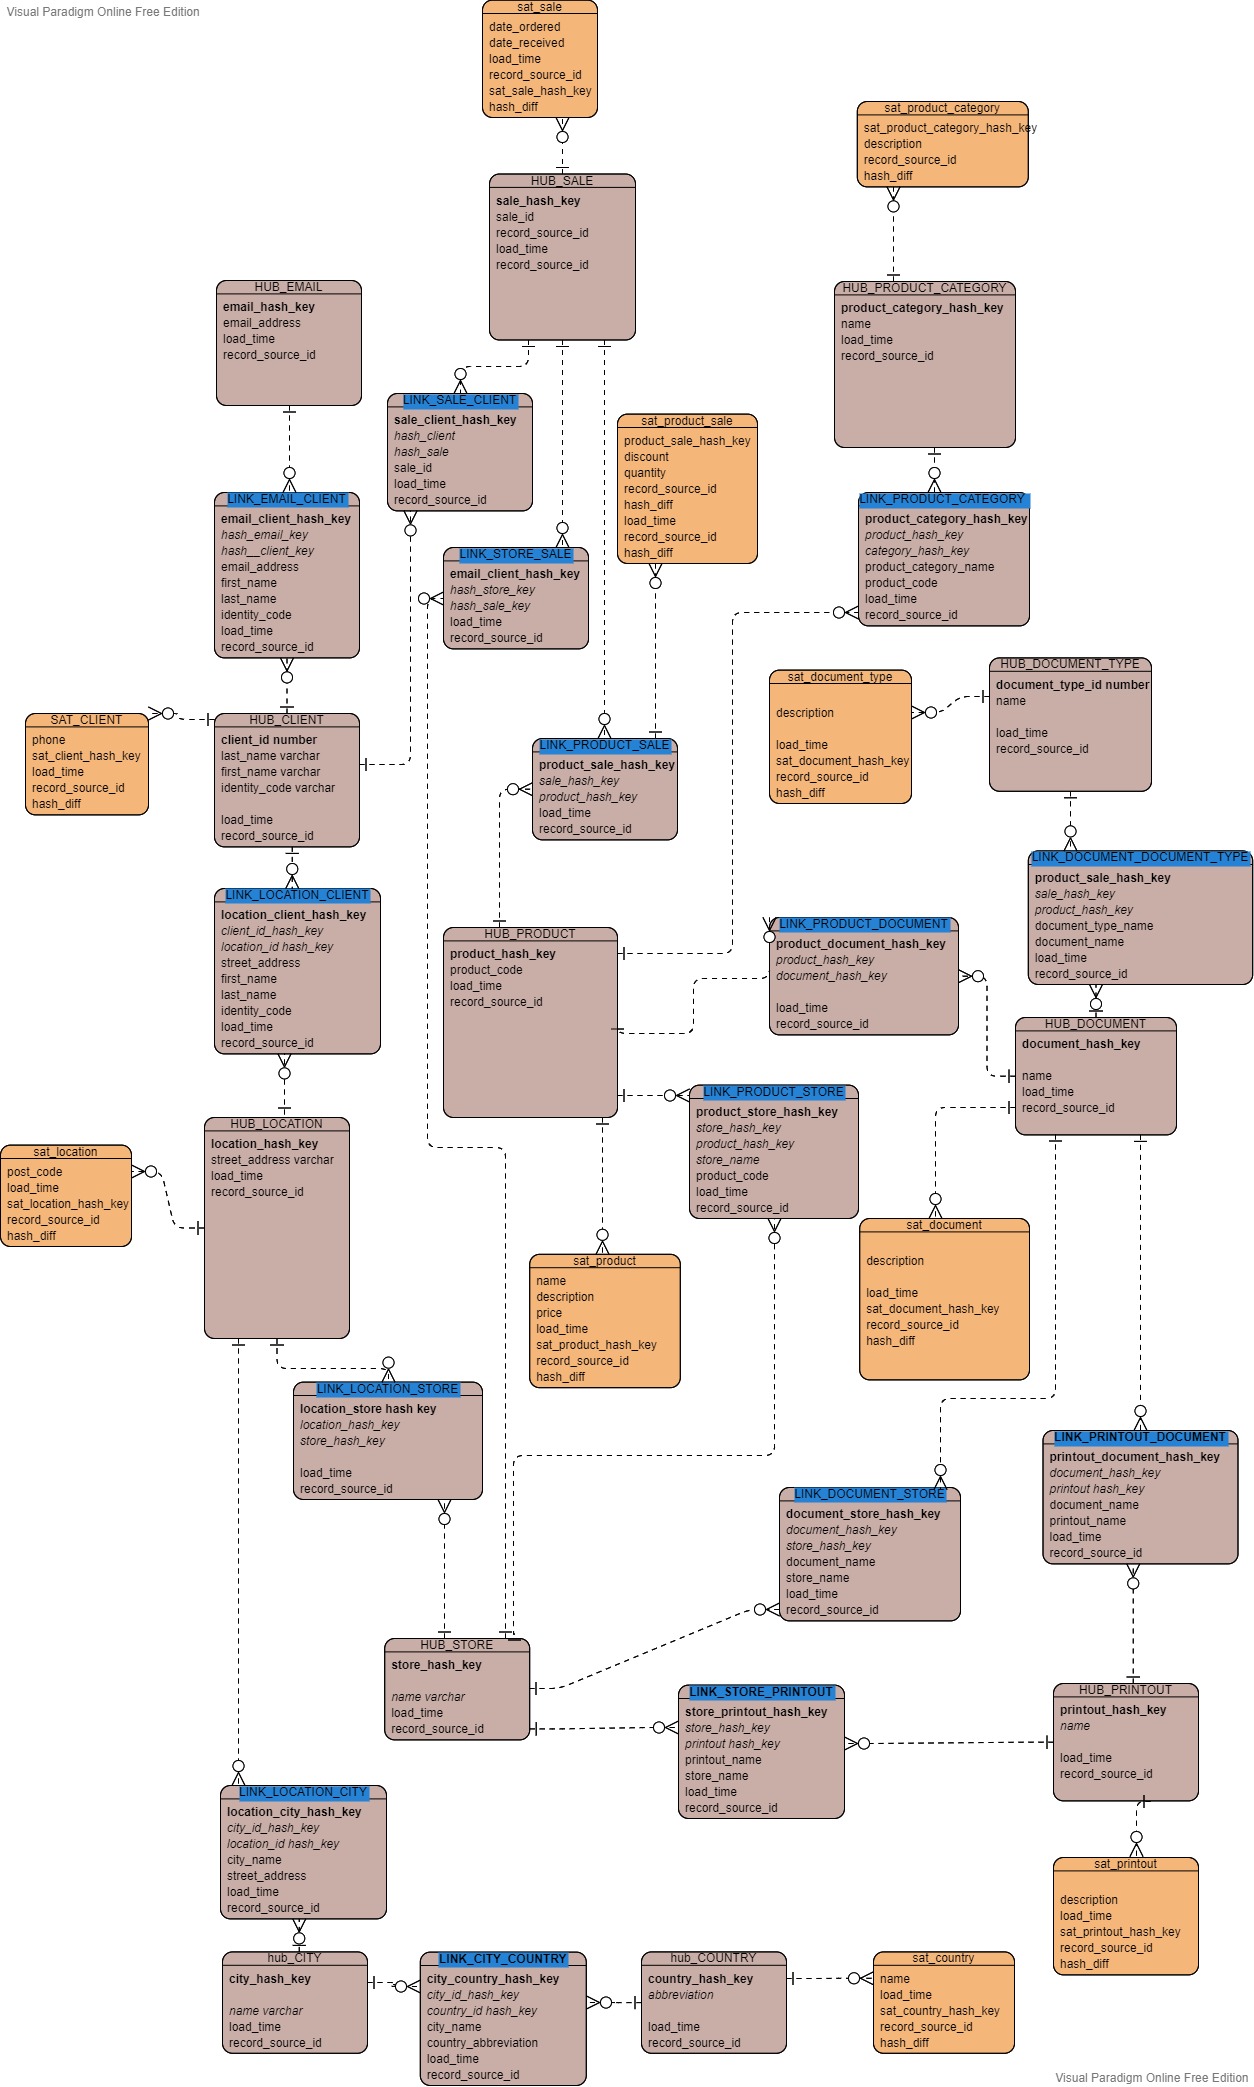 Visual Paradigm Online Free Edition
sat_sale
date_ordered
date_received
load_time
record_source_id
sat_sale_hash_key
hash_diff
sat_product_category
sat_product_category_hash_key
description
record_source_id
hash_diff
HUB_SALE
sale_hash_key
sale_id
record_source_id
load_time
record_source_id
HUB_EMAIL
email_hash_key
email_address
load_time
record_source_id
HUB_PRODUCT_CATEGORY
product_category_hash_key
name
load_time
record_source_id
LINK_SALE_CLIENT
sale_client_hash_key
hash_client
hash_sale
sale_id
load_time
record_source_id
sat_product_sale
product_sale_hash_key
discount
quantity
record_source_id
hash_diff
load_time
record_source_id
hash_diff
LINK_EMAIL_CLIENT
email_client_hash_key
hash_email_key
hash__client_key
email_address
first_name
last_name
identity_code
load_time
record_source_id
LINK_PRODUCT_CATEGORY
product_category_hash_key
product_hash_key
category_hash_key
product_category_name
product_code
load_time
record_source_id
LINK_STORE_SALE
email_client_hash_key
hash_store_key
hash_sale_key
load_time
record_source_id
HUB_DOCUMENT_TYPE
document_type_id number
name
load_time
record_source_id
sat_document_type
description
load_time
sat_document_hash_key
record_source_id
hash_diff
SAT_CLIENT
phone
sat_client_hash_key
load_time
record_source_id
hash_diff
HUB_CLIENT
client_id number
last_name varchar
first_name varchar
identity_code varchar
load_time
record_source_id
LINK_PRODUCT_SALE
product_sale_hash_key
sale_hash_key
product_hash_key
load_time
record_source_id
LINK_DOCUMENT_DOCUMENT_TYPE
product_sale_hash_key
sale_hash_key
product_hash_key
document_type_name
document_name
load_time
record_source_id
LINK_LOCATION_CLIENT
location_client_hash_key
client_id_hash_key
location_id hash_key
street_address
first_name
last_name
identity_code
load_time
record_source_id
HUB_PRODUCT
product_hash_key
product_code
load_time
record_source_id
LINK_PRODUCT_DOCUMENT
product_document_hash_key
product_hash_key
document_hash_key
load_time
record_source_id
HUB_DOCUMENT
document_hash_key
name
load_time
record_source_id
LINK_PRODUCT_STORE
product_store_hash_key
store_hash_key
product_hash_key
store_name
product_code
load_time
record_source_id
HUB_LOCATION
location_hash_key
street_address varchar
load_time
record_source_id
sat_location
post_code
load_time
sat_location_hash_key
record_source_id
hash_diff
sat_document
description
load_time
sat_document_hash_key
record_source_id
hash_diff
sat_product
name
description
price
load_time
sat_product_hash_key
record_source_id
hash_diff
LINK_LOCATION_STORE
location_store hash key
location_hash_key
store_hash_key
load_time
record_source_id
LINK_PRINTOUT_DOCUMENT
printout_document_hash_key
document_hash_key
printout hash_key
document_name
printout_name
load_time
record_source_id
LINK_DOCUMENT_STORE
document_store_hash_key
document_hash_key
store_hash_key
document_name
store_name
load_time
record_source_id
HUB_STORE
store_hash_key
name varchar
load_time
record_source_id
LINK_STORE_PRINTOUT
store_printout_hash_key
store_hash_key
printout hash_key
printout_name
store_name
load_time
record_source_id
HUB_PRINTOUT
printout_hash_key
name
load_time
record_source_id
LINK_LOCATION_CITY
location_city_hash_key
city_id_hash_key
location_id hash_key
city_name
street_address
load_time
record_source_id
sat_printout
description
load_time
sat_printout_hash_key
record_source_id
hash_diff
hub_CITY
city_hash_key
name varchar
load_time
record_source_id
LINK_CITY_COUNTRY
city_country_hash_key
city_id_hash_key
country_id hash_key
city_name
country_abbreviation
load_time
record_source_id
hub_COUNTRY
country_hash_key
abbreviation
load_time
record_source_id
sat_country
name
load_time
sat_country_hash_key
record_source_id
hash_diff
Visual Paradigm Online Free Edition